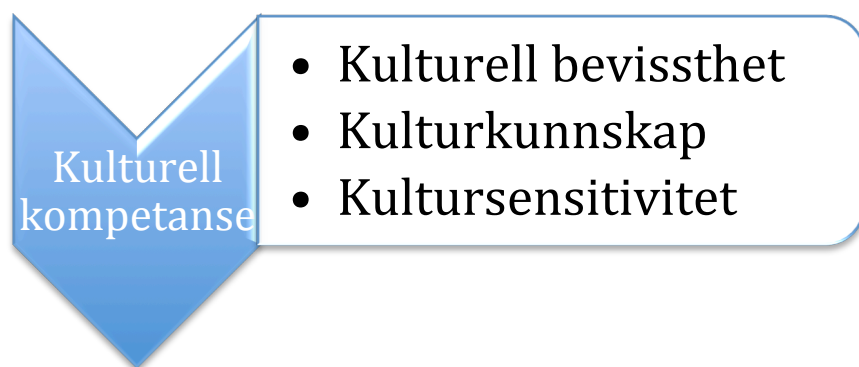 Kulturell
kompetanse
• Kulturell bevissthet
• Kulturkunnskap
• Kultursensitivitet